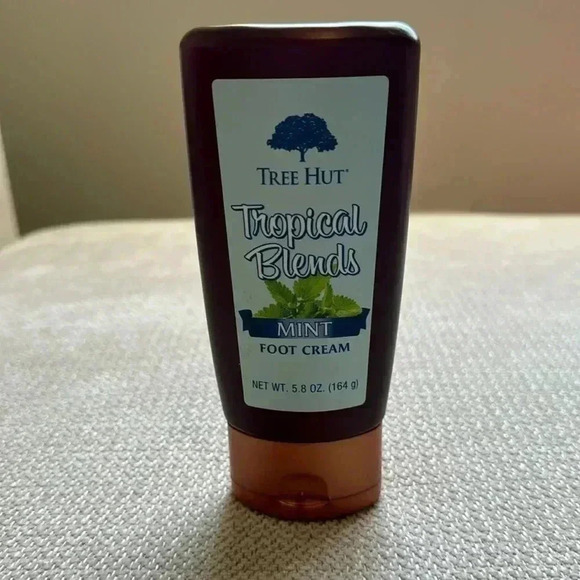 TREE HUT®
Tropical
Blends
MINT
FOOT CREAM
NET WT. 5.8 OZ. (164 g)